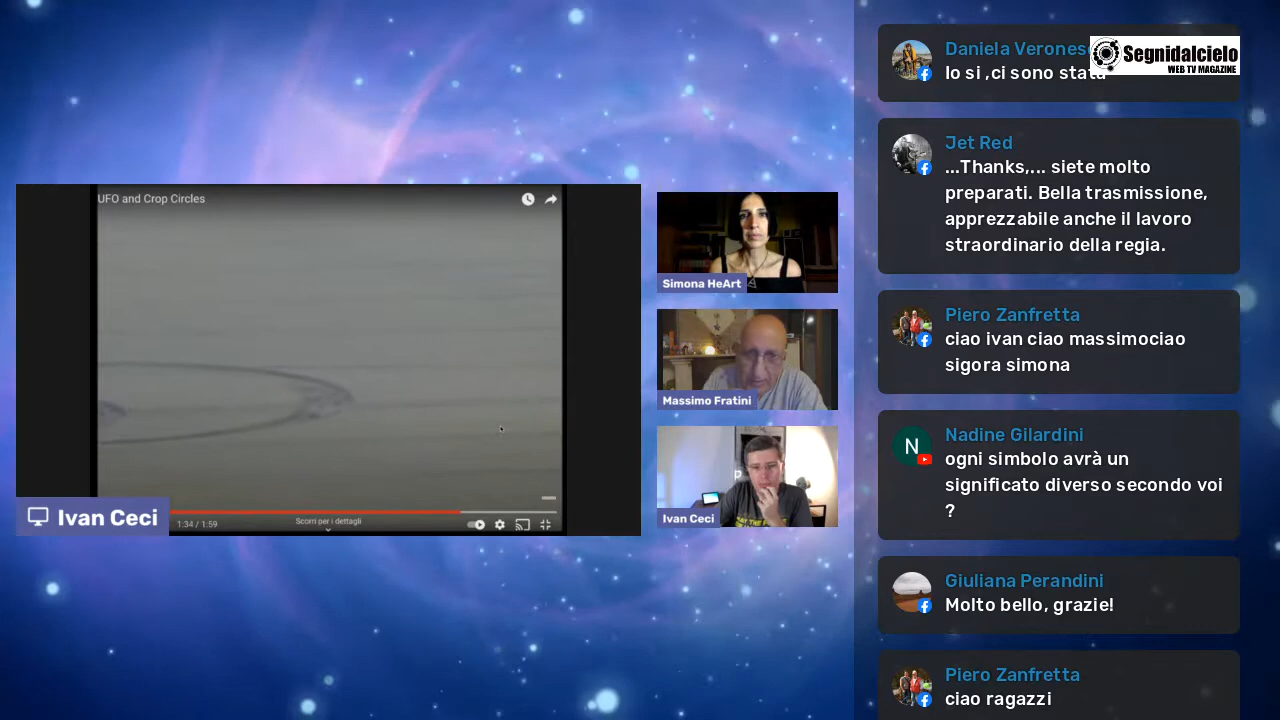 UFO and Crop Circles
1:34 / 1:59
Scorri per i dettagli
Ivan Ceci
Simona HeArt
Massimo Fratini
Ivan Ceci
Segnidalcielo
WEB TV MAGAZINE
Daniela Verones
Io si ,ci sono stata
Jet Red
...Thanks,... siete molto
preparati. Bella trasmissione,
apprezzabile anche il lavoro
straordinario della regia.
Piero Zanfretta
ciao ivan ciao massimociao
sigora simona
N
Nadine Gilardini
ogni simbolo avrà un
significato diverso secondo voi
?
Giuliana Perandini
Molto bello, grazie!
Piero Zanfretta
ciao ragazzi